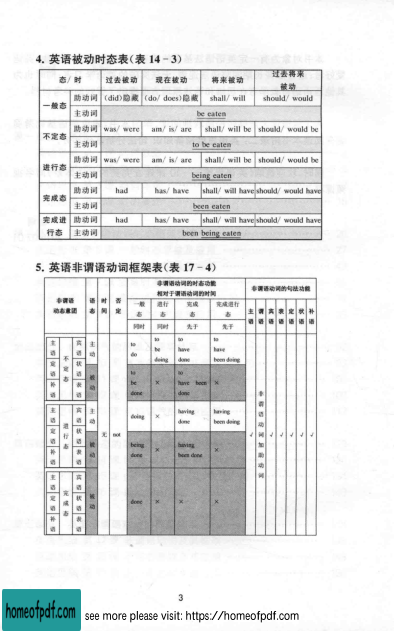 4. 英语被动时态表(表 14-3)
态/ 时 过去被动 现在被动 将来被动 过去将来被动
一般态 助动词 (did)隐藏 (do/ does)隐藏 shall/ will should/ would
主动词 be eaten
不定态 助动词 was/ were am/ is/ are shall/ will be should/ would be
主动词 to be eaten
进行态 助动词 was/ were am/ is/ are shall/ will be should/ would be
主动词 being eaten
完成态 助动词 had has/ have shall/ will have should/ would have
主动词 been eaten
完成进行态 助动词 had has/ have shall/ will have should/ would have
主动词 been being eaten
5. 英语非谓语动词框架表(表 17-4)
非谓语动态意团 语态 时间 否定 非谓语动词的时态功能 相对于谓语动词的时间 非谓语动词的句法功能
一般态 进行态 完成态 完成进行态 主语 谓语 宾语 表语 定语 状语 补语
同时 同时 先于 先于
主语 定语 补语 不定态 宾语 状语 表语 主动 to do to be doing to have done to have been doing
被动 to be done × to have been done ×
主语 定语 补语 进行态 宾语 状语 表语 主动 无 not doing × having done having been doing √ 非谓语动词加助动词 √ √ √ √ √
被动 being done × having been done ×
主语 定语 补语 完成态 宾语 状语 表语 被动 done × × ×
3
homeofpdf.com see more please visit: https://homeofpdf.com